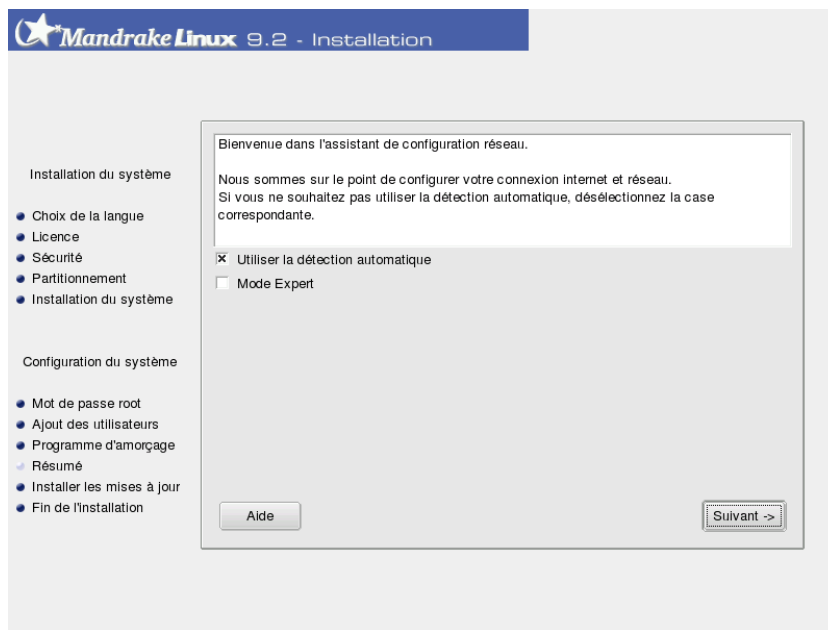 Mandrake Linux 9.2 - Installation
Installation du système
Choix de la langue
Licence
Sécurité
Partitionnement
Installation du système
Configuration du système
Mot de passe root
Ajout des utilisateurs
Programme d'amorçage
Résumé
Installer les mises à jour
Fin de l'installation
Bienvenue dans l'assistant de configuration réseau.
Nous sommes sur le point de configurer votre connexion internet et réseau.
Si vous ne souhaitez pas utiliser la détection automatique, désélectionnez la case
correspondante.
Utiliser la détection automatique
Mode Expert
Aide
Suivant ->